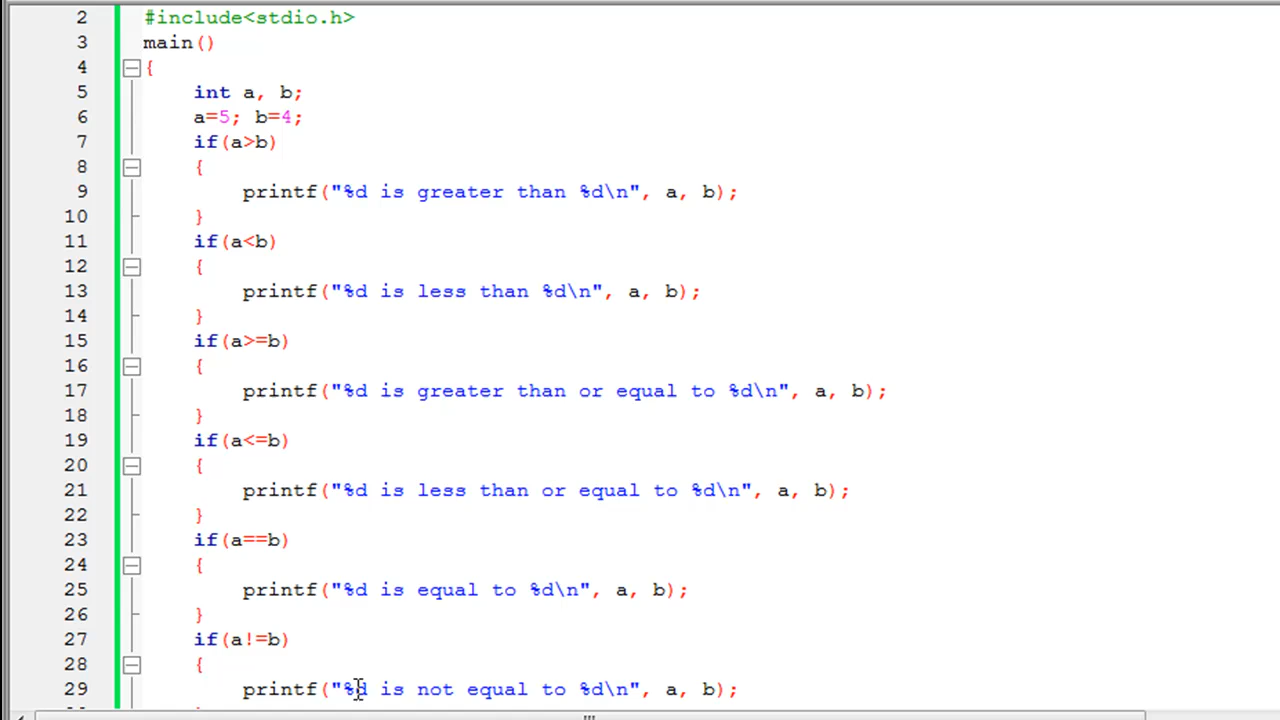 2 #include<stdio.h>
3 main()
4 {
5 int a, b;
6 a=5; b=4;
7 if(a>b)
8 {
9 printf("%d is greater than %d\n", a, b);
10 }
11 if(a<b)
12 {
13 printf("%d is less than %d\n", a, b);
14 }
15 if(a>=b)
16 {
17 printf("%d is greater than or equal to %d\n", a, b);
18 }
19 if(a<=b)
20 {
21 printf("%d is less than or equal to %d\n", a, b);
22 }
23 if(a==b)
24 {
25 printf("%d is equal to %d\n", a, b);
26 }
27 if(a!=b)
28 {
29 printf("%d is not equal to %d\n", a, b);